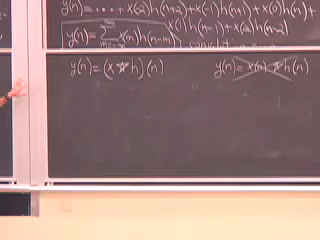 y(n)=...+x(-2)h(n+2)+x(-1)h(n+1)+x(0)h(n)+
x(1)h(n-1)+x(2)h(n-2)
y(n)=∑ x(m)h(n-m)
y(n)=(x * h)(n) y(n)=x(n) * h(n)